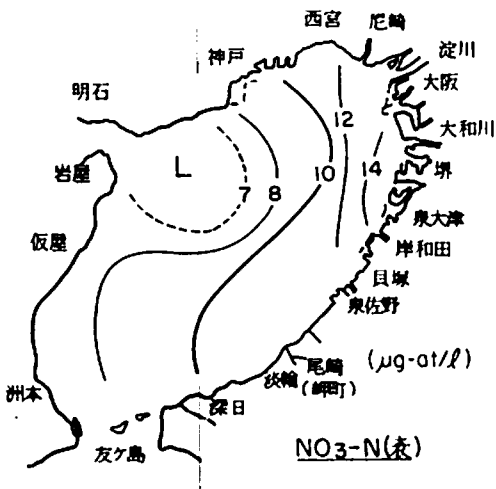 西宮
尼崎
淀川
神戸
大阪
明石
12
大和川
L
14
堺
岩屋
7
8
10
泉大津
仮屋
岸和田
貝塚
泉佐野
尾崎
(μg-at/l)
淡輪
(岬町)
洲本
深日
友ケ島
NO3-N(表)